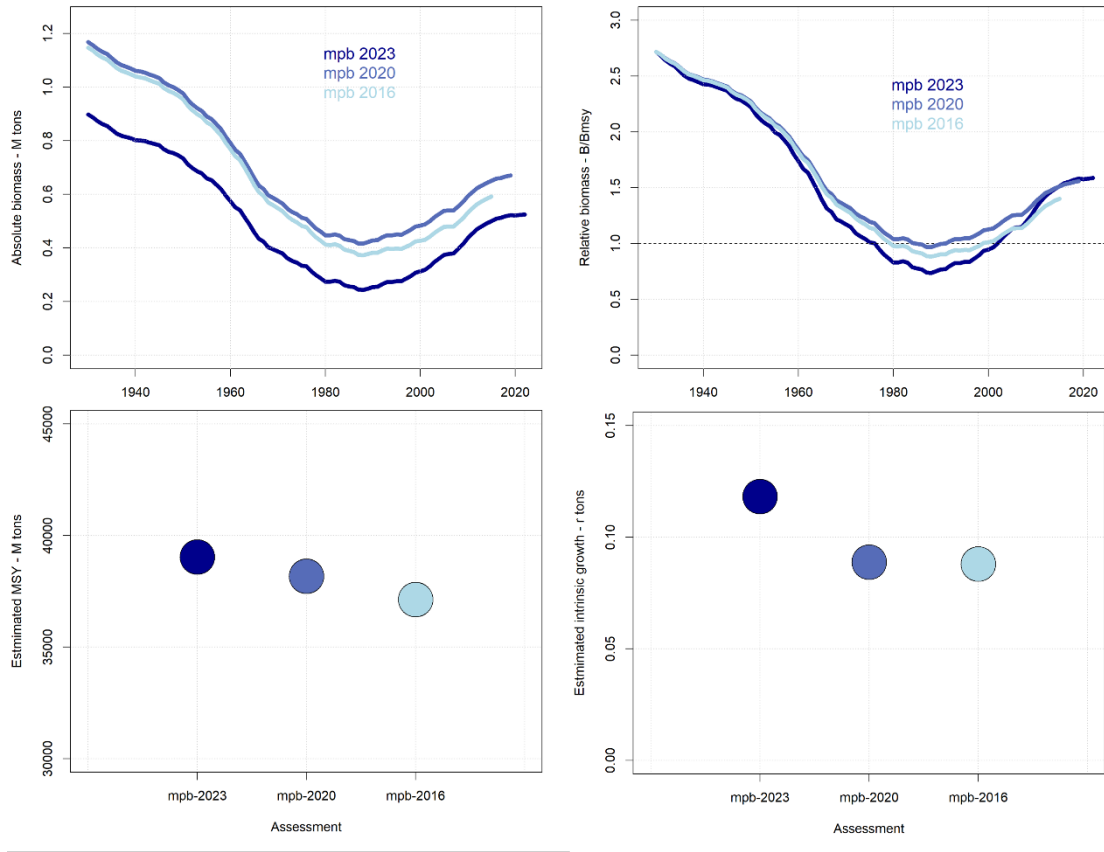 Absolute biomass - M tons
0.0 0.2 0.4 0.6 0.8 1.0 1.2
mpb 2023
mpb 2020
mpb 2016
1940 1960 1980 2000 2020
Relative biomass - B/Bmsy
0.0 0.5 1.0 1.5 2.0 2.5 3.0
mpb 2023
mpb 2020
mpb 2016
1940 1960 1980 2000 2020
Estmimated MSY - M tons
30000 35000 40000 45000
mpb-2023 mpb-2020 mpb-2016
Assessment
Estmimated intrinsic growth - r tons
0.00 0.05 0.10 0.15
mpb-2023 mpb-2020 mpb-2016
Assessment